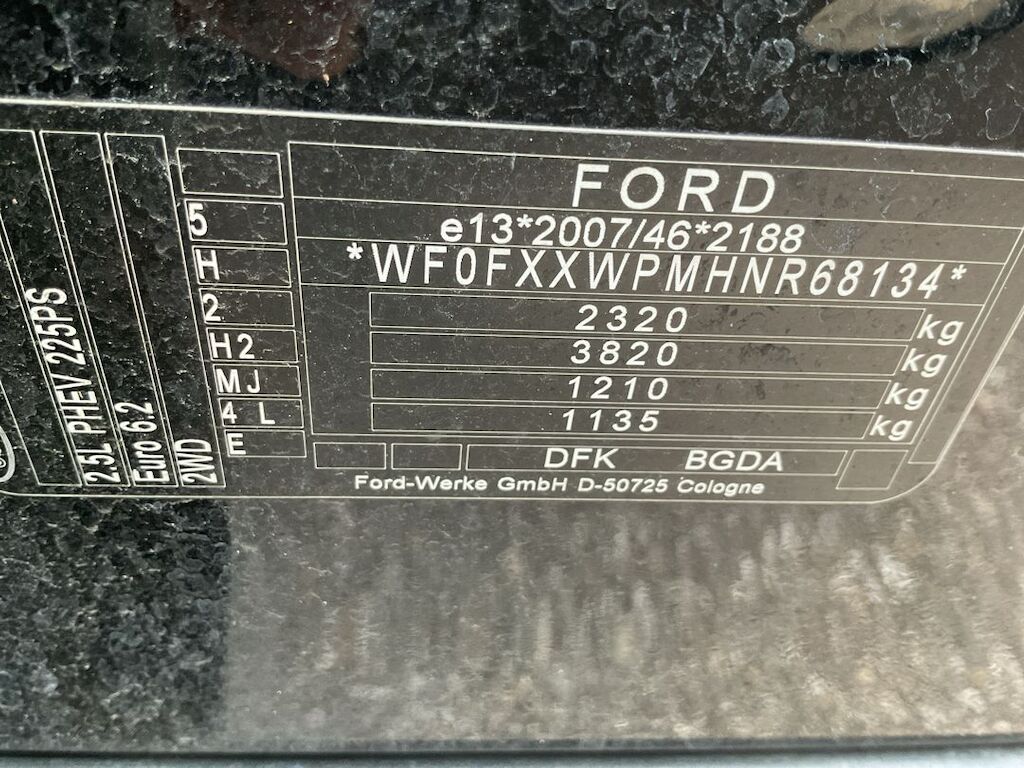 FORD
e13*2007/46*2188
*WF0FXXWPMHNR68134*
2320 kg
3820 kg
1210 kg
1135 kg
DFK BGDA
Ford-Werke GmbH D-50725 Cologne
5
H
2
H2
MJ
4 L
E
2.5L PHEV 225PS
Euro 6.2
2WD